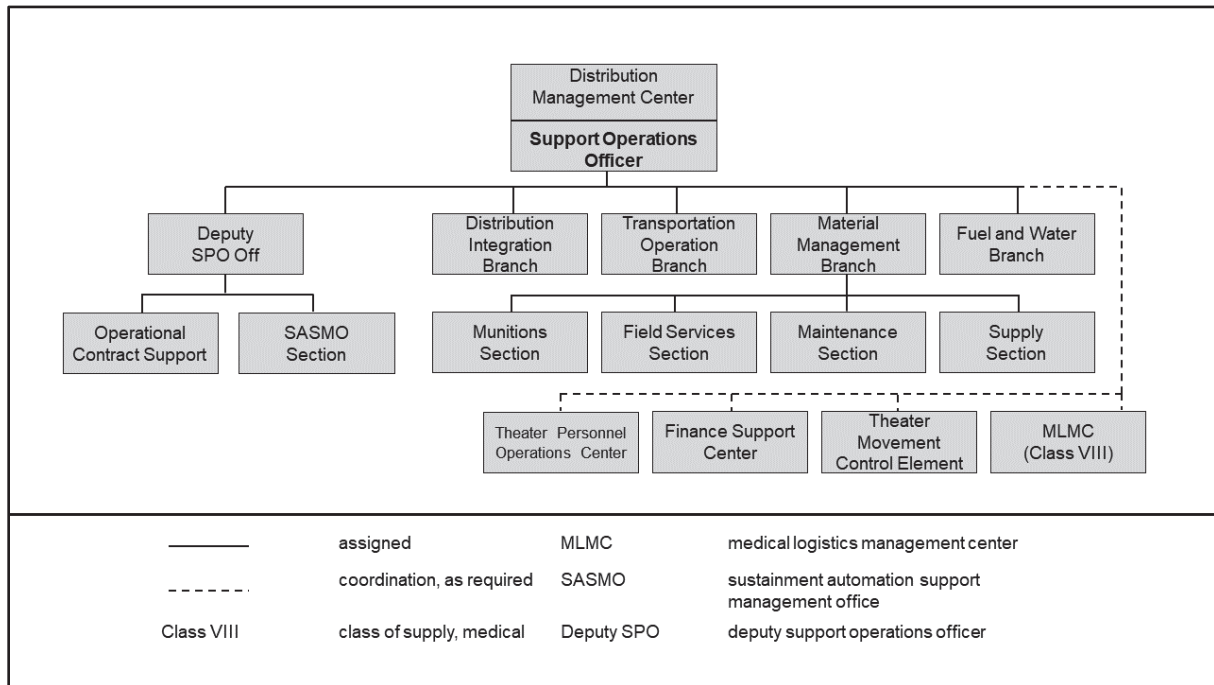 Distribution
Management Center
Support Operations
Officer
Deputy
SPO Off
Distribution
Integration
Branch
Transportation
Operation
Branch
Material
Management
Branch
Fuel and Water
Branch
Operational
Contract Support
SASMO
Section
Munitions
Section
Field Services
Section
Maintenance
Section
Supply
Section
Theater Personnel
Operations Center
Finance Support
Center
Theater
Movement
Control Element
MLMC
(Class VIII)
assigned
MLMC
medical logistics management center
coordination, as required
SASMO
sustainment automation support
management office
Class VIII
class of supply, medical
Deputy SPO
deputy support operations officer